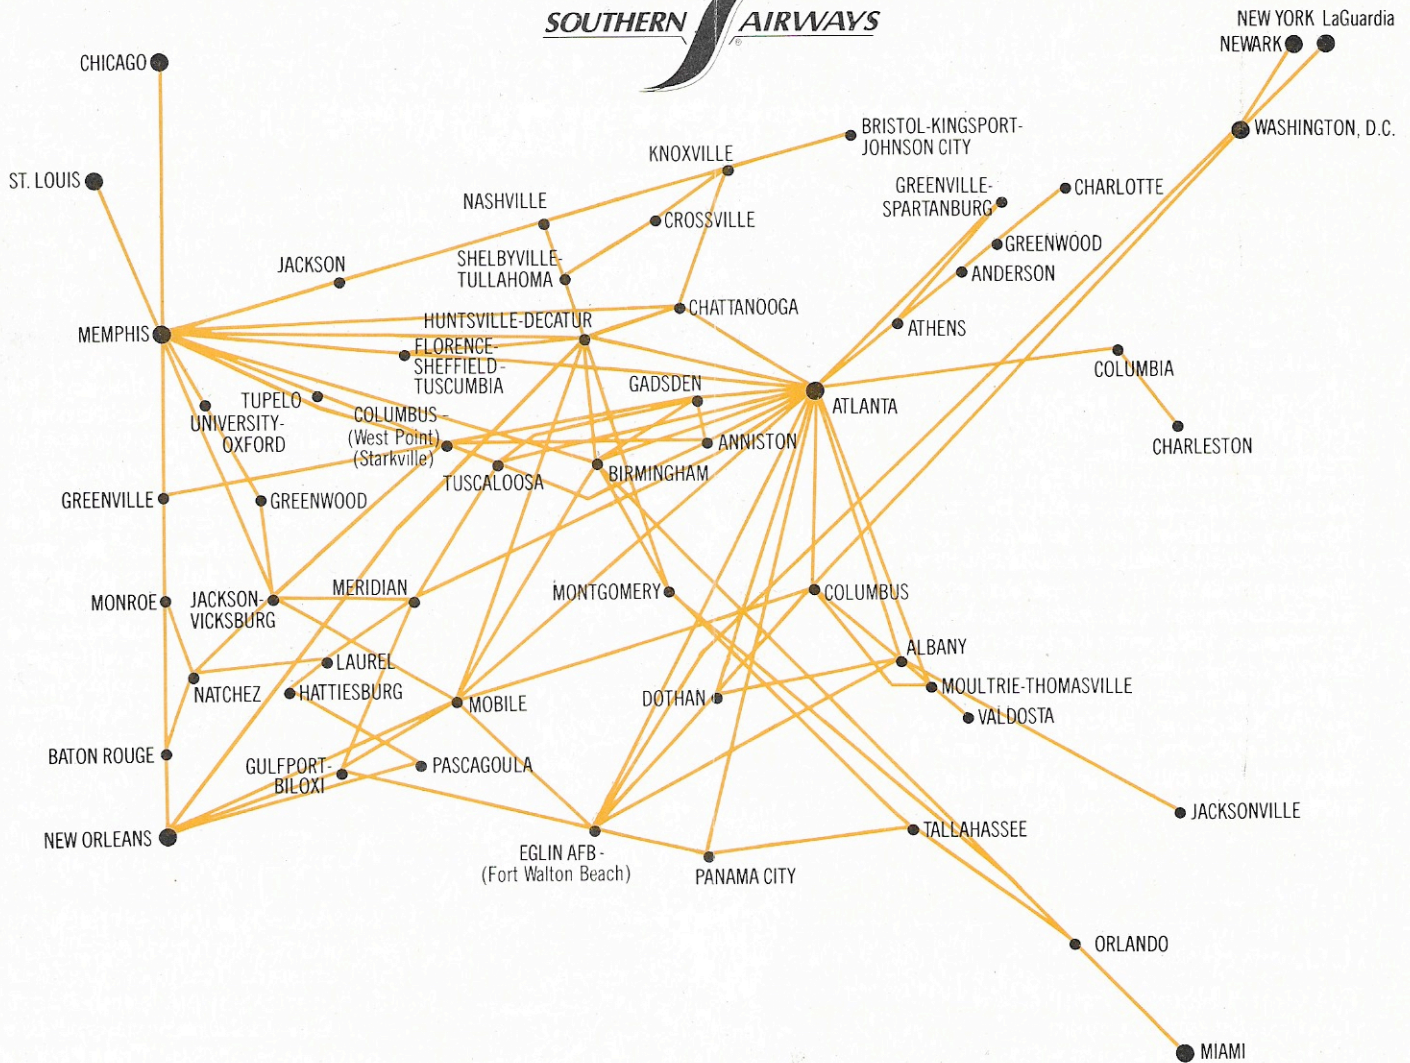 SOUTHERN AIRWAYS
®
NEW YORK LaGuardia
NEWARK
CHICAGO
WASHINGTON, D.C.
BRISTOL-KINGSPORT-
JOHNSON CITY
KNOXVILLE
ST. LOUIS
GREENVILLE-
SPARTANBURG
CHARLOTTE
NASHVILLE
CROSSVILLE
GREENWOOD
JACKSON
SHELBYVILLE-
TULLAHOMA
ANDERSON
CHATTANOOGA
HUNTSVILLE-DECATUR
ATHENS
MEMPHIS
FLORENCE-
SHEFFIELD-
TUSCUMBIA
COLUMBIA
GADSDEN
TUPELO
ATLANTA
UNIVERSITY-
OXFORD
COLUMBUS-
(West Point)
(Starkville)
ANNISTON
CHARLESTON
TUSCALOOSA
BIRMINGHAM
GREENVILLE
GREENWOOD
MERIDIAN
MONTGOMERY
COLUMBUS
MONROE
JACKSON-
VICKSBURG
ALBANY
LAUREL
NATCHEZ
HATTIESBURG
MOBILE
DOTHAN
MOULTRIE-THOMASVILLE
VALDOSTA
BATON ROUGE
GULFPORT-
BILOXI
PASCAGOULA
JACKSONVILLE
NEW ORLEANS
TALLAHASSEE
EGLIN AFB-
(Fort Walton Beach)
PANAMA CITY
ORLANDO
MIAMI